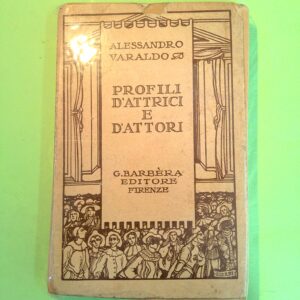 ALESSANDRO
VARALDO
PROFILI
D'ATTRICI
E
D'ATTORI
G. BARBÈRA
EDITORE
FIRENZE